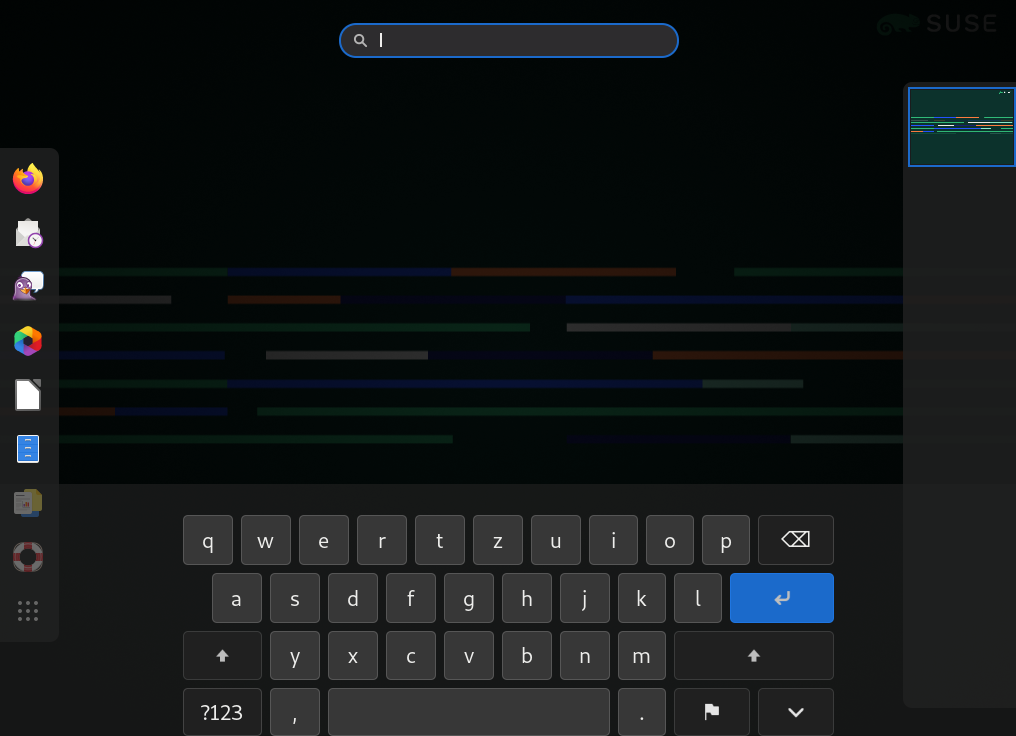 SUSE
q w e r t z u i o p
a s d f g h j k l
y x c v b n m
?123 , .